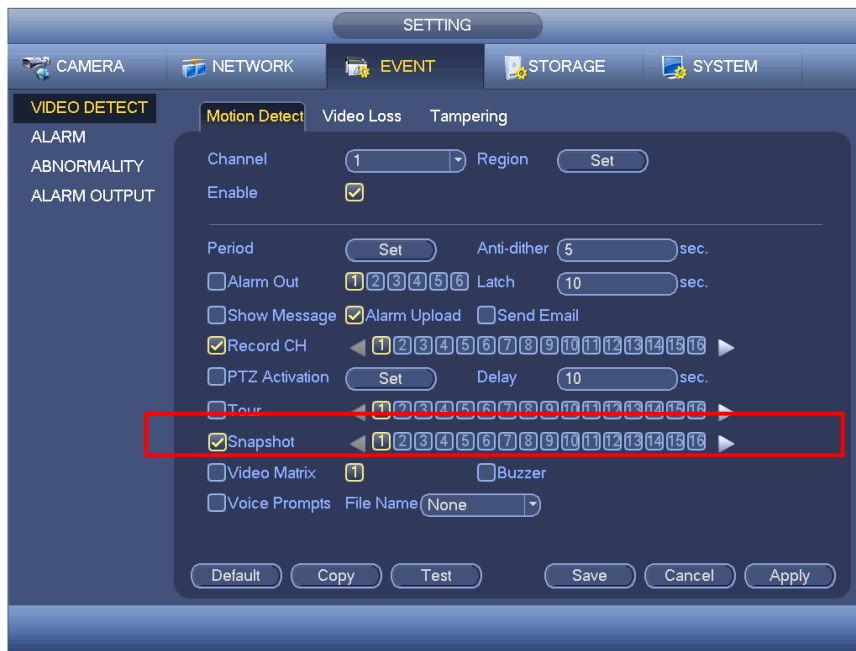 SETTING
CAMERA NETWORK EVENT STORAGE SYSTEM
VIDEO DETECT
ALARM
ABNORMALITY
ALARM OUTPUT
Motion Detect Video Loss Tampering
Channel 1 Region Set
Enable
Period Set Anti-dither 5 sec.
Alarm Out 1 2 3 4 5 6 Latch 10 sec.
Show Message Alarm Upload Send Email
Record CH 1 2 3 4 5 6 7 8 9 10 11 12 13 14 15 16
PTZ Activation Set Delay 10 sec.
Tour 1 2 3 4 5 6 7 8 9 10 11 12 13 14 15 16
Snapshot 1 2 3 4 5 6 7 8 9 10 11 12 13 14 15 16
Video Matrix 1 Buzzer
Voice Prompts File Name None
Default Copy Test Save Cancel Apply